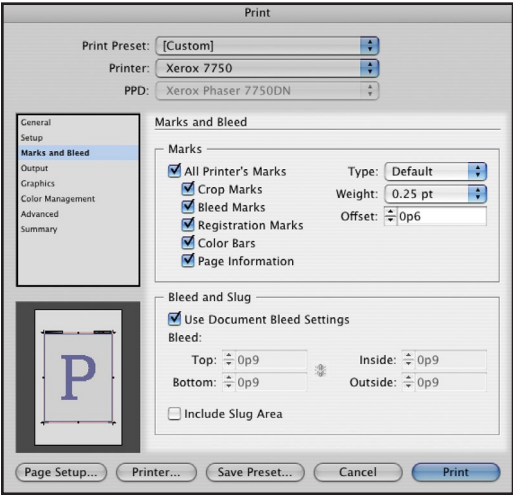 Print
Print Preset: [Custom]
Printer: Xerox 7750
PPD: Xerox Phaser 7750DN
General
Setup
Marks and Bleed
Output
Graphics
Color Management
Advanced
Summary
Marks and Bleed
Marks
All Printer's Marks
Crop Marks
Bleed Marks
Registration Marks
Color Bars
Page Information
Type: Default
Weight: 0.25 pt
Offset: 0p6
Bleed and Slug
Use Document Bleed Settings
Bleed:
Top: 0p9 Inside: 0p9
Bottom: 0p9 Outside: 0p9
Include Slug Area
P
Page Setup... Printer... Save Preset... Cancel Print